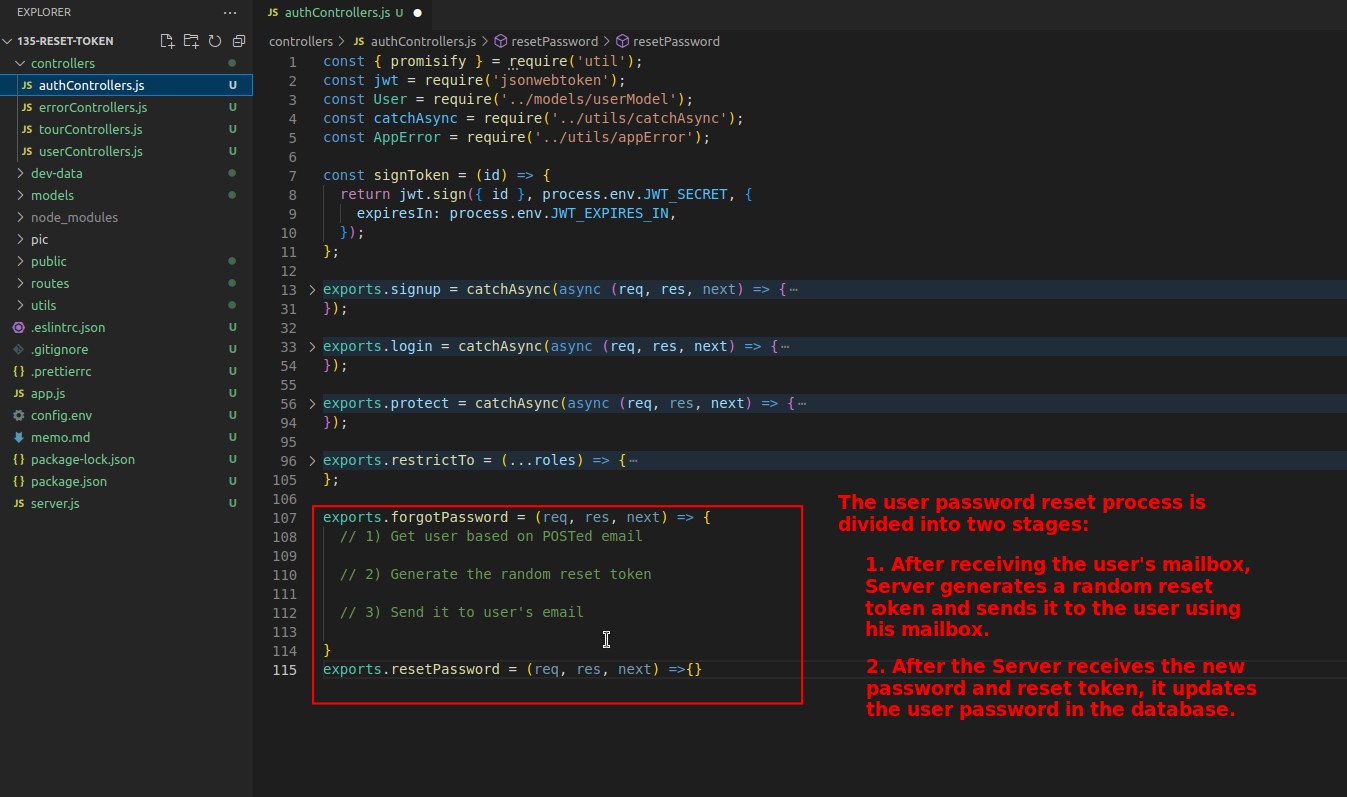 EXPLORER ···
JS authControllers.js U ●
135-RESET-TOKEN
controllers > JS authControllers.js > resetPassword > resetPassword
controllers
JS authControllers.js U
JS errorControllers.js U
JS tourControllers.js U
JS userControllers.js U
dev-data
models
node_modules
pic
public
routes
utils
.eslintrc.json U
.gitignore U
{} .prettierrc U
JS app.js U
config.env U
memo.md U
{} package-lock.json U
{} package.json U
JS server.js U
1 const { promisify } = require('util');
2 const jwt = require('jsonwebtoken');
3 const User = require('../models/userModel');
4 const catchAsync = require('../utils/catchAsync');
5 const AppError = require('../utils/appError');
6
7 const signToken = (id) => {
8 return jwt.sign({ id }, process.env.JWT_SECRET, {
9 expiresIn: process.env.JWT_EXPIRES_IN,
10 });
11 };
12
13 > exports.signup = catchAsync(async (req, res, next) => {⋯
31 });
32
33 > exports.login = catchAsync(async (req, res, next) => {⋯
54 });
55
56 > exports.protect = catchAsync(async (req, res, next) => {⋯
94 });
95
96 > exports.restrictTo = (...roles) => {⋯
105 };
106
107 exports.forgotPassword = (req, res, next) => {
108 // 1) Get user based on POSTed email
109
110 // 2) Generate the random reset token
111
112 // 3) Send it to user's email
113
114 }
115 exports.resetPassword = (req, res, next) =>{}
The user password reset process is
divided into two stages:
1. After receiving the user's mailbox,
Server generates a random reset
token and sends it to the user using
his mailbox.
2. After the Server receives the new
password and reset token, it updates
the user password in the database.